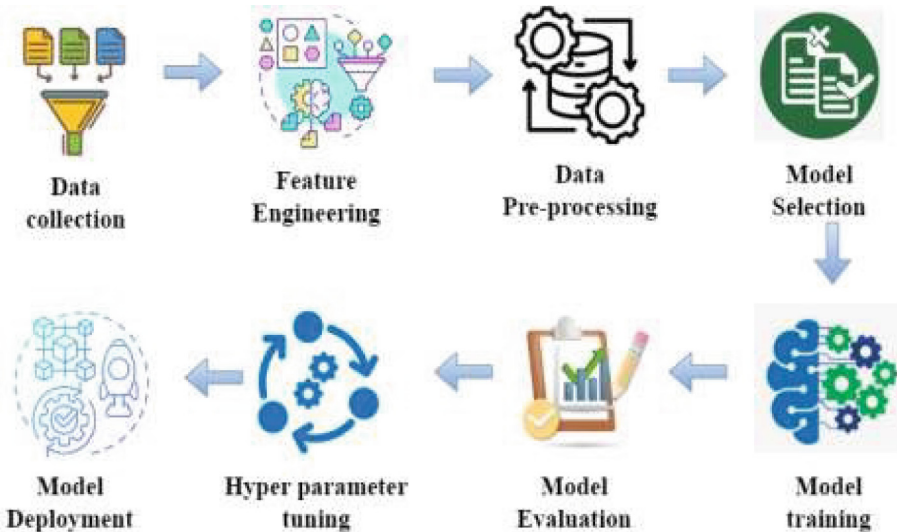 Data
collection
Feature
Engineering
Data
Pre-processing
Model
Selection
Model
training
Model
Evaluation
Hyper parameter
tuning
Model
Deployment